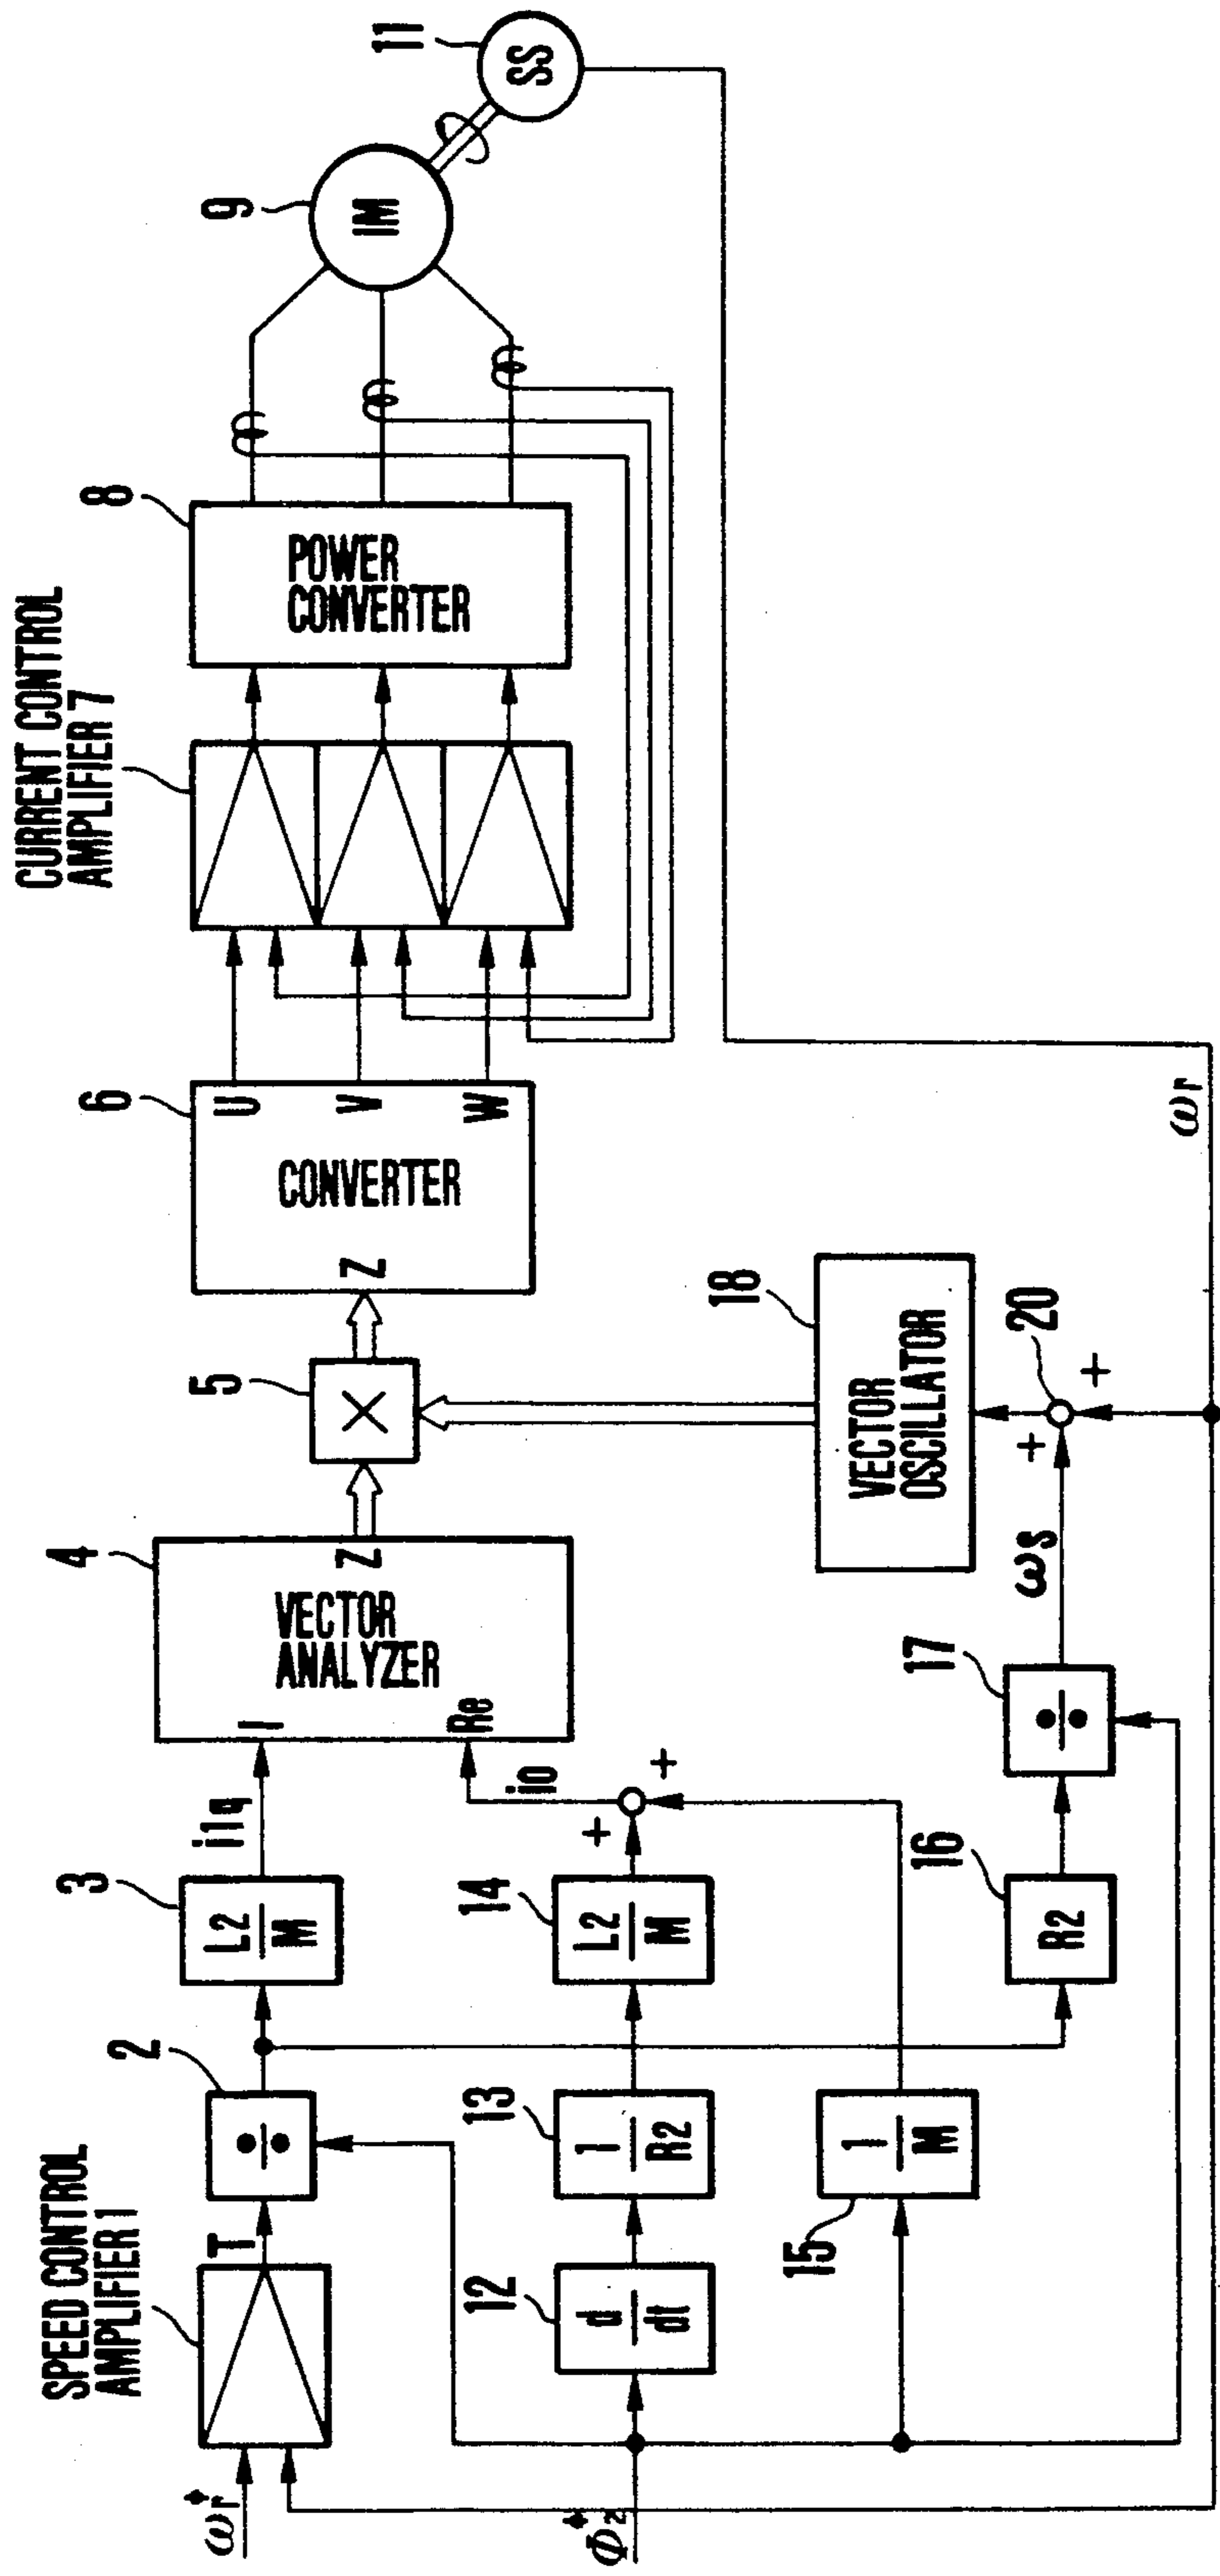 SPEED CONTROL
AMPLIFIER 1
ωr*
T
2
÷
3
L2
M
i1q
4
I
Re
VECTOR
ANALYZER
Z
5
×
6
Z
CONVERTER
U
V
W
CURRENT CONTROL
AMPLIFIER 7
8
POWER
CONVERTER
9
IM
11
SS
Φ2*
12
d
dt
13
1
R2
14
L2
M
+
+
i0
15
1
M
16
R2
17
÷
ωs
+
+
20
18
VECTOR
OSCILLATOR
ωr